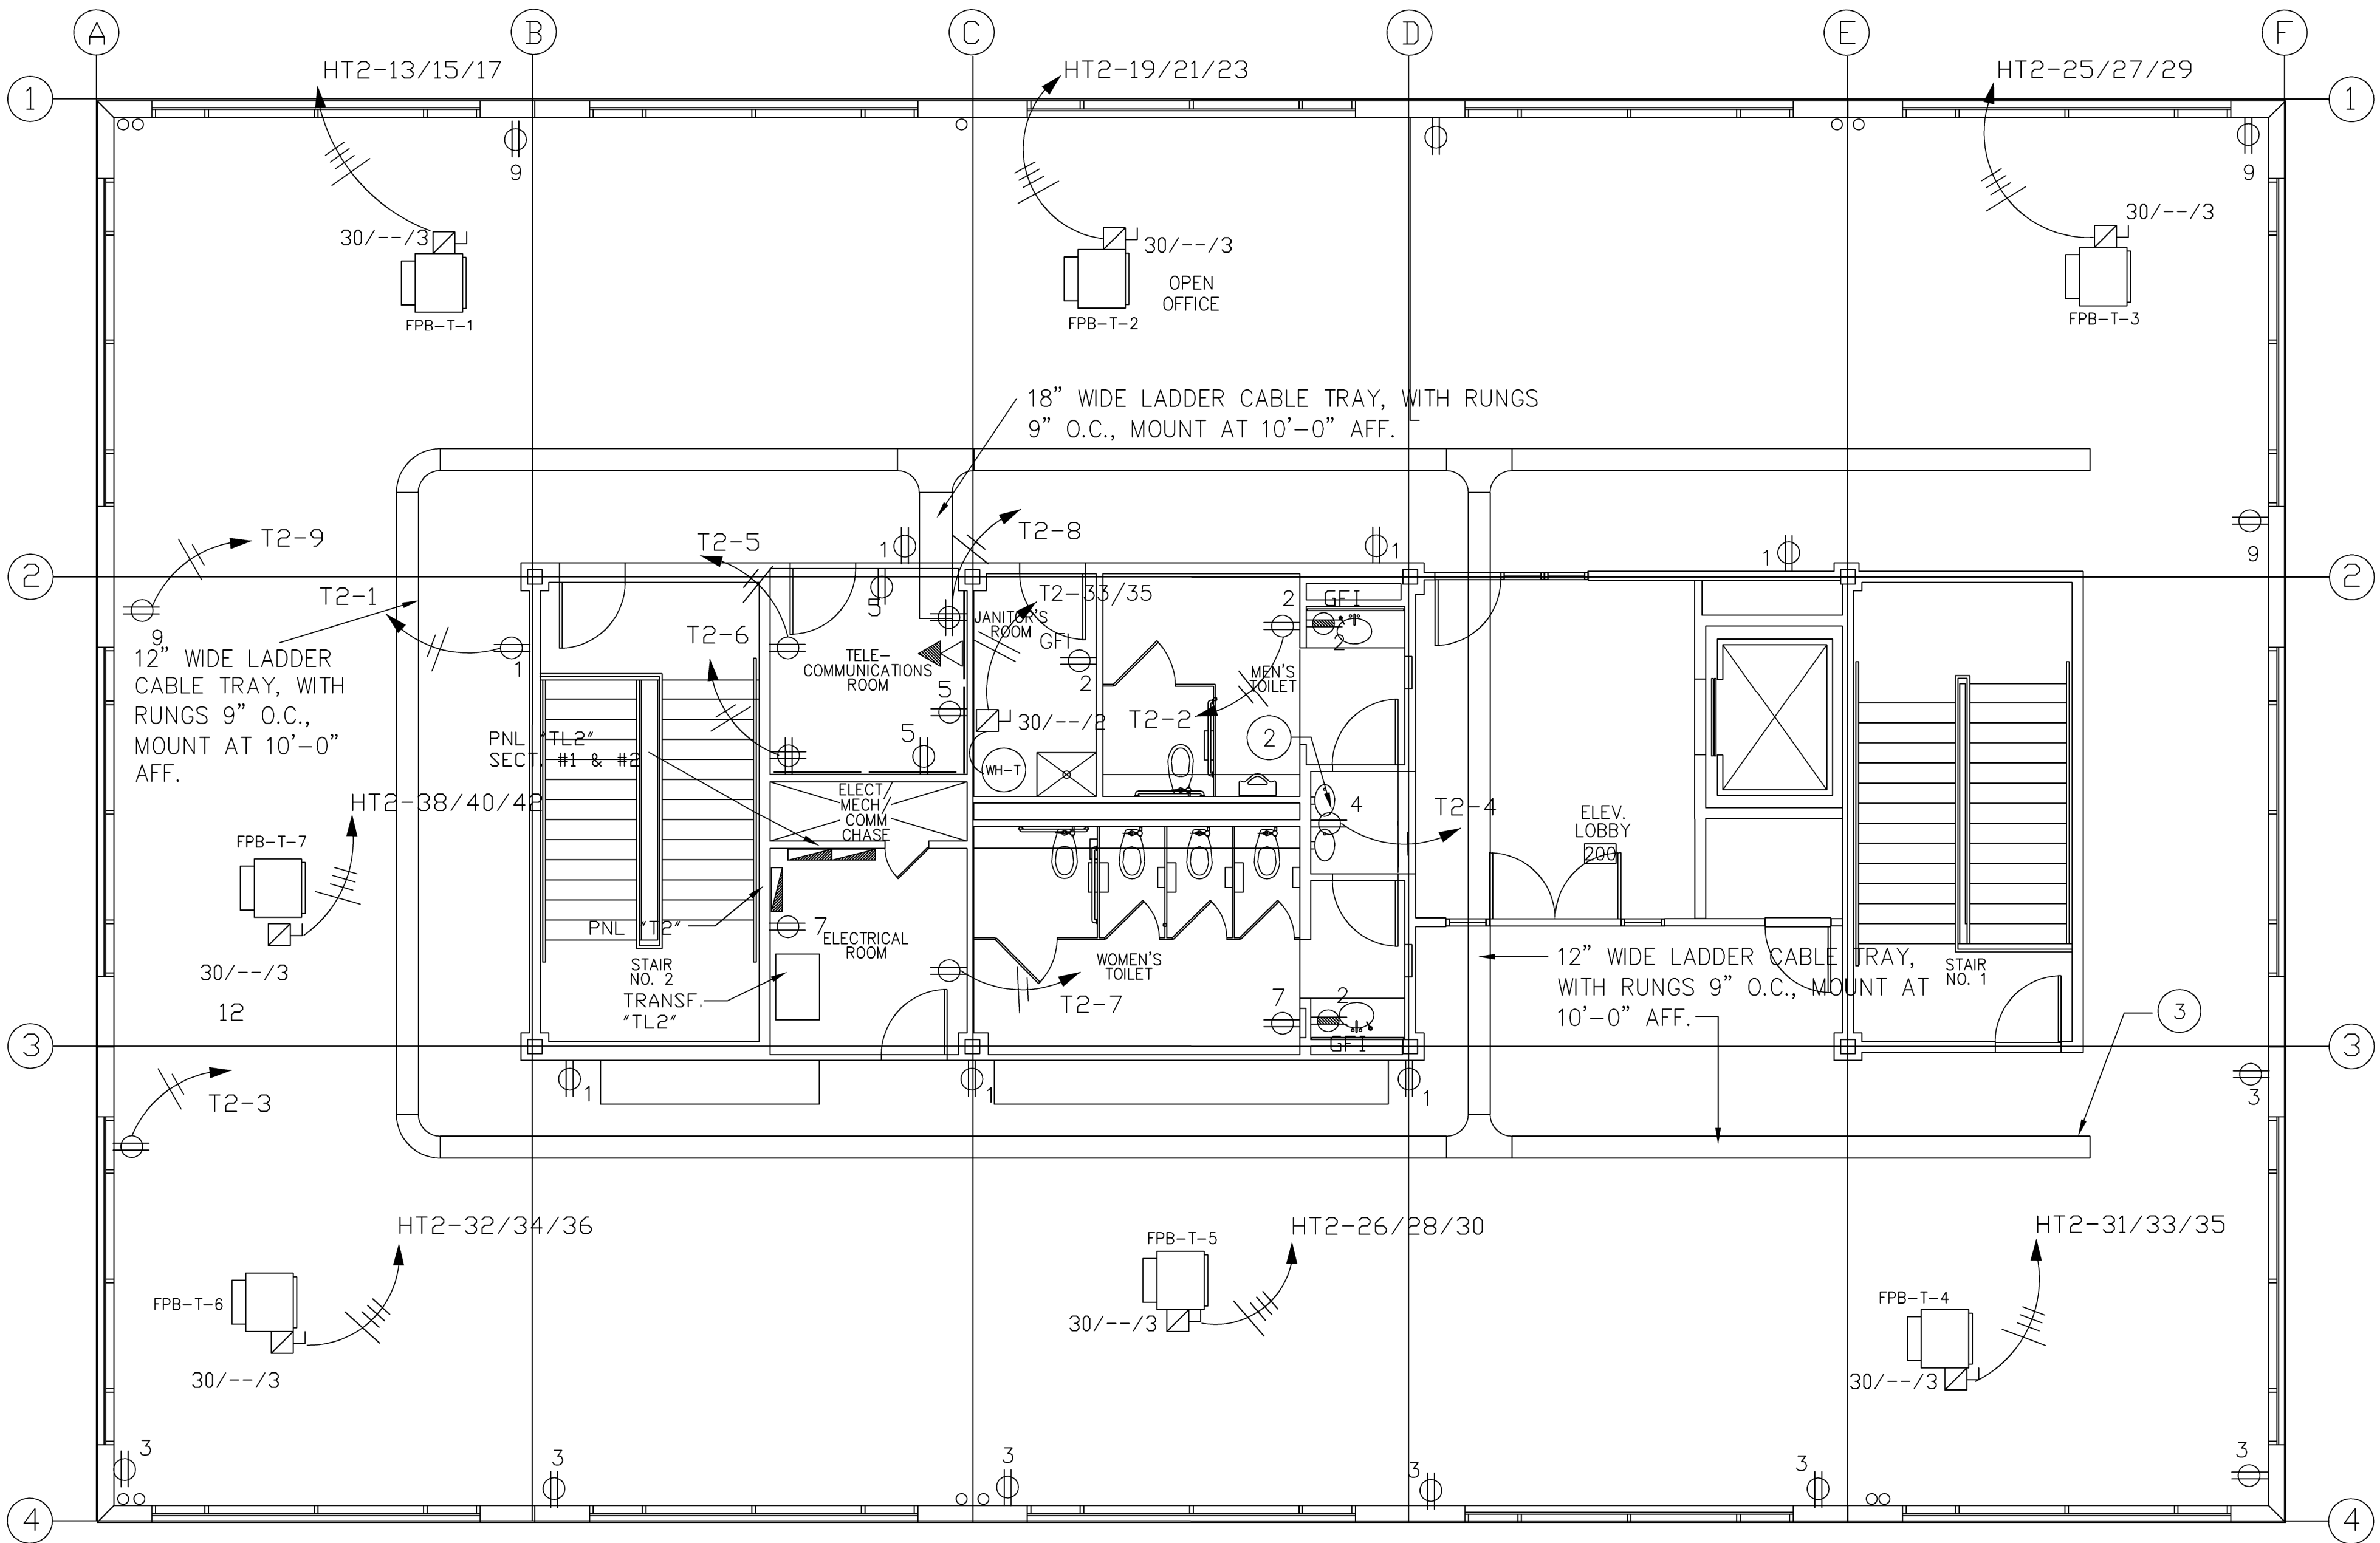 A
B
C
D
E
F
1
1
HT2-13/15/17
HT2-19/21/23
HT2-25/27/29
9
9
30/--/3
30/--/3
30/--/3
OPEN
OFFICE
FPB-T-1
FPB-T-2
FPB-T-3
18” WIDE LADDER CABLE TRAY, WITH RUNGS
9” O.C., MOUNT AT 10’-0” AFF.
T2-9
T2-5
T2-8
1
1
1
9
2
2
T2-1
9
5
JANITOR'S
ROOM
T2-33/35
GFI
2
GFI
2
T2-6
1
12” WIDE LADDER
CABLE TRAY, WITH
RUNGS 9” O.C.,
MOUNT AT 10’-0”
AFF.
TELE-
COMMUNICATIONS
ROOM
5
2
MEN'S
TOILET
30/--/2
T2-2
2
5
PNL "TL2"
SECT. #1 & #2
WH-T
HT2-38/40/42
ELECT/
MECH/
COMM
CHASE
4
T2-4
ELEV.
LOBBY
200
FPB-T-7
PNL "T2"
7
ELECTRICAL
ROOM
30/--/3
12
STAIR
NO. 2
TRANSF.
"TL2"
WOMEN'S
TOILET
T2-7
7
2
GFI
12” WIDE LADDER CABLE TRAY,
WITH RUNGS 9” O.C., MOUNT AT
10’-0” AFF.
STAIR
NO. 1
3
3
3
T2-3
1
1
1
3
HT2-32/34/36
HT2-26/28/30
HT2-31/33/35
FPB-T-6
FPB-T-5
FPB-T-4
30/--/3
30/--/3
30/--/3
3
3
3
3
3
3
4
4